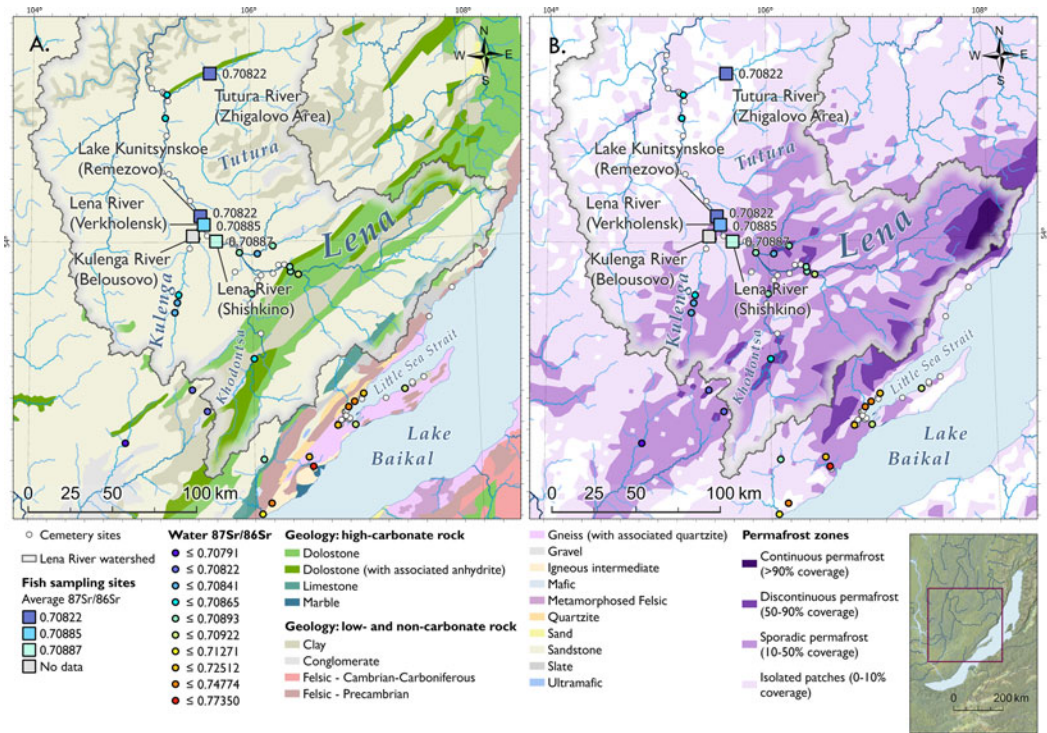 104°
106°
108°
104°
106°
108°
A.
N
W E
S
0.70822
Tutura River
(Zhigalovo Area)
Lake Kunitsynskoe
(Remezovo)
Tutura
Lena River
(Verkholensk)
0.70822
0.70885
0.70887
54°
Kulenga River
(Belousovo)
Lena
Lena River
(Shishkino)
Kulenga
Khodontsa
Little Sea Strait
Lake
Baikal
0 25 50 100 km
B.
N
W E
S
0.70822
Tutura River
(Zhigalovo Area)
Lake Kunitsynskoe
(Remezovo)
Tutura
Lena River
(Verkholensk)
0.70822
0.70885
0.70887
54°
Kulenga River
(Belousovo)
Lena
Lena River
(Shishkino)
Kulenga
Khodontsa
Little Sea Strait
Lake
Baikal
0 25 50 100 km
Cemetery sites
Lena River watershed
Fish sampling sites
Average 87Sr/86Sr
0.70822
0.70885
0.70887
No data
Water 87Sr/86Sr
≤ 0.70791
≤ 0.70822
≤ 0.70841
≤ 0.70865
≤ 0.70893
≤ 0.70922
≤ 0.71271
≤ 0.72512
≤ 0.74774
≤ 0.77350
Geology: high-carbonate rock
Dolostone
Dolostone (with associated anhydrite)
Limestone
Marble
Geology: low- and non-carbonate rock
Clay
Conglomerate
Felsic - Cambrian-Carboniferous
Felsic - Precambrian
Gneiss (with associated quartzite)
Gravel
Igneous intermediate
Mafic
Metamorphosed Felsic
Quartzite
Sand
Sandstone
Slate
Ultramafic
Permafrost zones
Continuous permafrost
(>90% coverage)
Discontinuous permafrost
(50-90% coverage)
Sporadic permafrost
(10-50% coverage)
Isolated patches (0-10%
coverage)
0 200 km